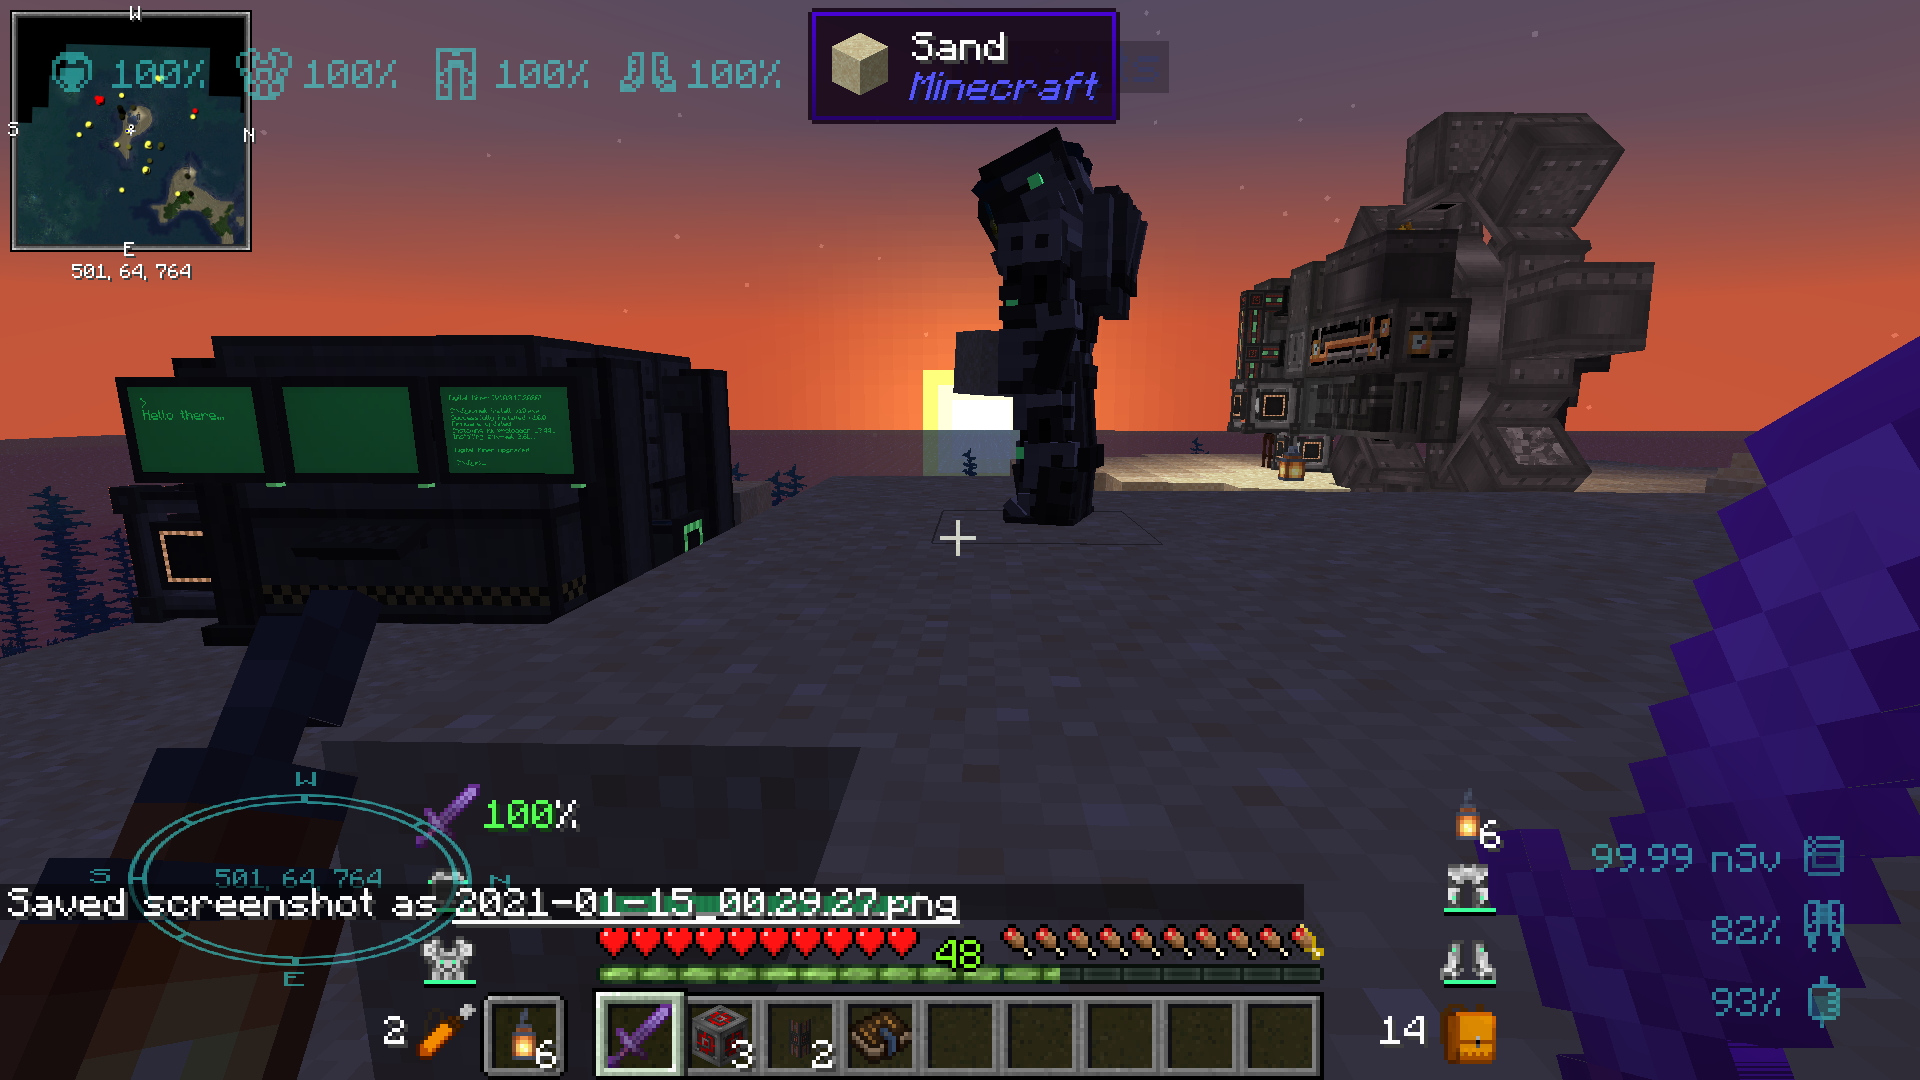 W
100% 100% 100% 100%
Sand
Minecraft
S
N
E
501, 64, 764
>
Hello there...
W
100%
6
99.99 nSv
S
501, 64, 764
N
Saved screenshot as 2021-01-15_00.29.27.png
82%
48
E
93%
2
6
3
2
14